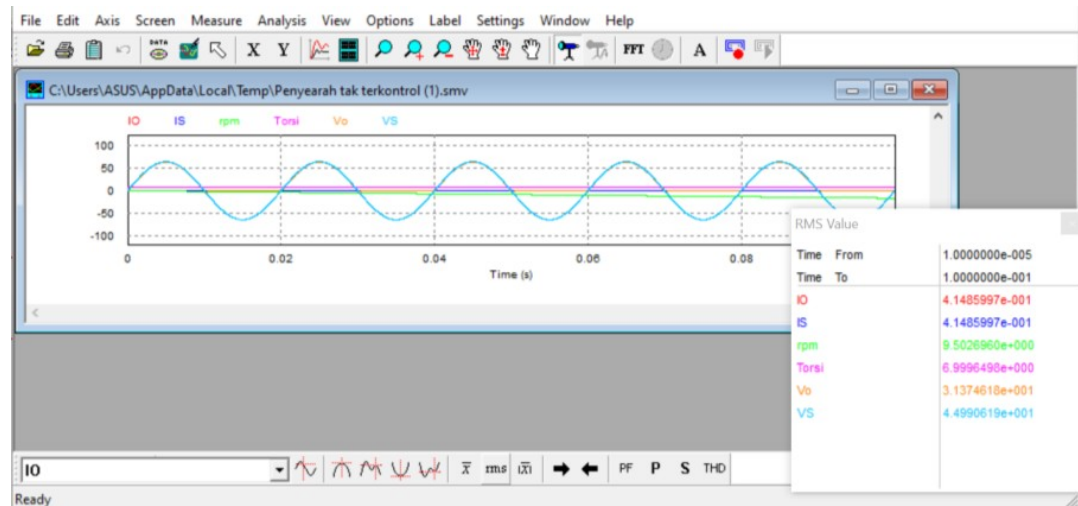 File Edit Axis Screen Measure Analysis View Options Label Settings Window Help
DATA X Y FFT A
C:\Users\ASUS\AppData\Local\Temp\Penyearah tak terkontrol (1).smv
IO IS rpm Torsi Vo VS
100
50
0
-50
-100
0 0.02 0.04 0.06 0.08
Time (s)
RMS Value
Time From 1.0000000e-005
Time To 1.0000000e-001
IO 4.1485997e-001
IS 4.1485997e-001
rpm 9.5026960e+000
Torsi 6.9996498e+000
Vo 3.1374618e+001
VS 4.4990619e+001
IO x rms |x| PF P S THD
Ready